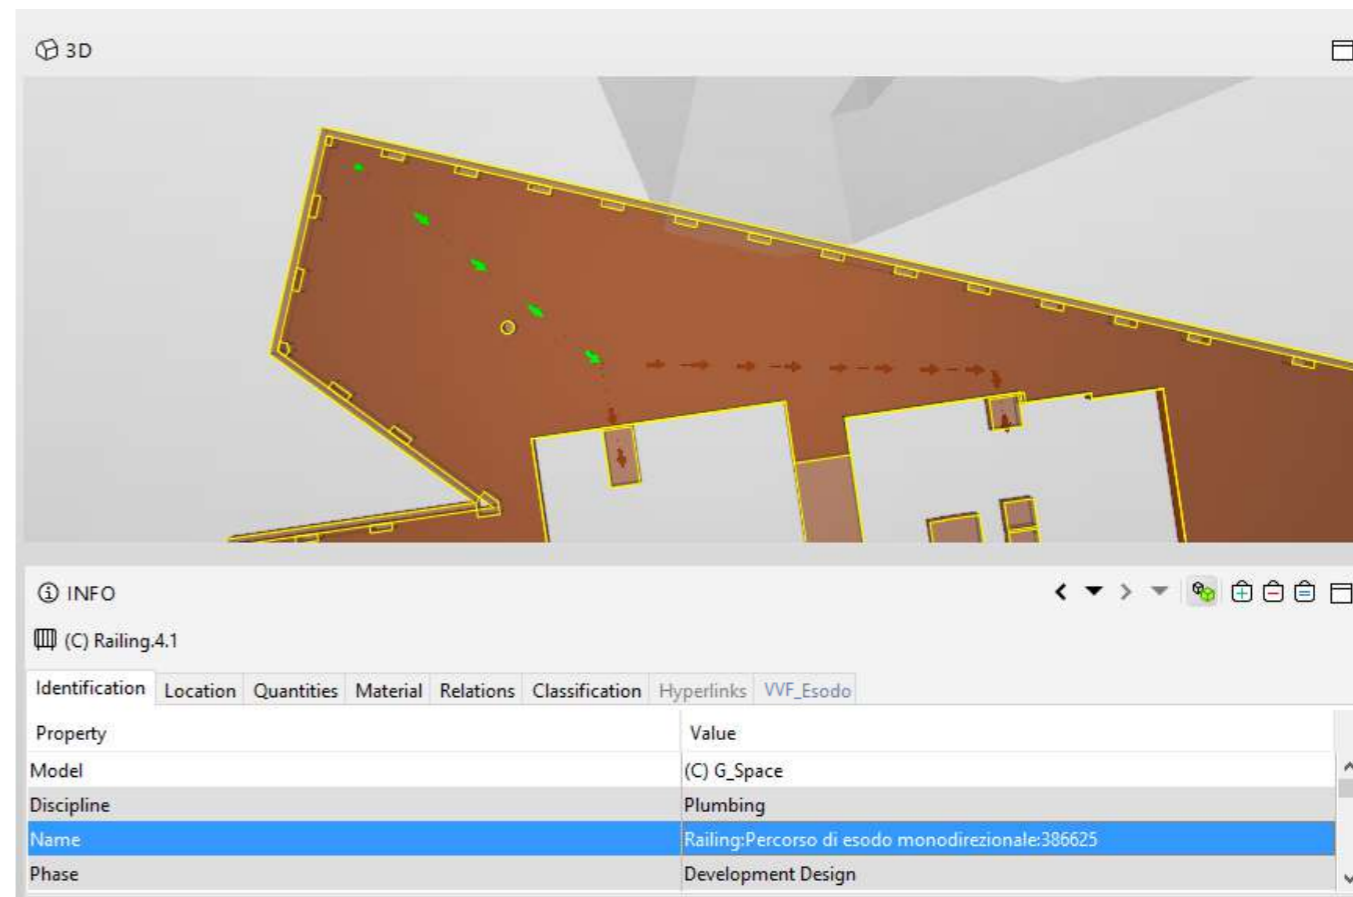 3D
INFO
(C) Railing.4.1
Identification Location Quantities Material Relations Classification Hyperlinks VVF_Esodo
Property Value
Model (C) G_Space
Discipline Plumbing
Name Railing:Percorso di esodo monodirezionale:386625
Phase Development Design